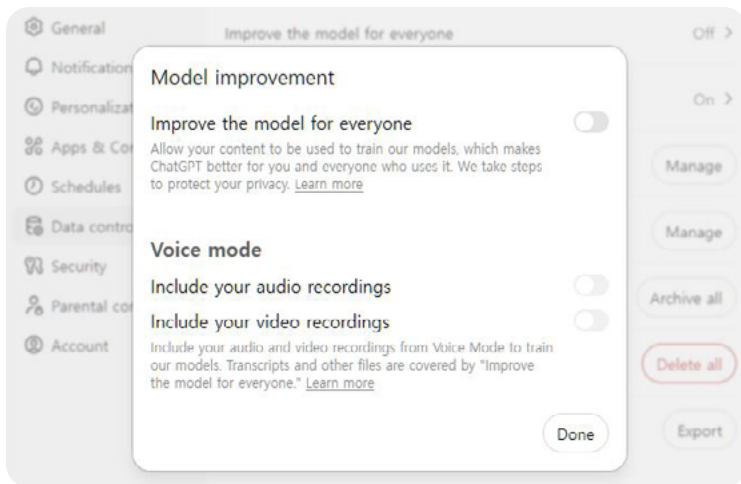 General
Improve the model for everyone
Off >
Notification
Personalizat
On >
Apps & Co
Manage
Schedules
Data contro
Manage
Security
Parental co
Archive all
Account
Delete all
Export
Model improvement
Improve the model for everyone
Allow your content to be used to train our models, which makes
ChatGPT better for you and everyone who uses it. We take steps
to protect your privacy. Learn more
Voice mode
Include your audio recordings
Include your video recordings
Include your audio and video recordings from Voice Mode to train
our models. Transcripts and other files are covered by "Improve
the model for everyone." Learn more
Done